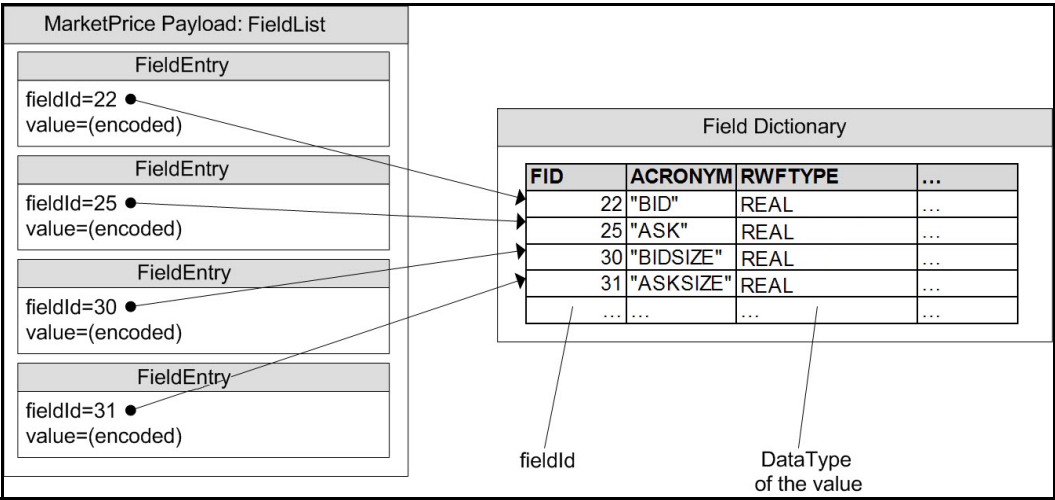 MarketPrice Payload: FieldList
FieldEntry
fieldId=22
value=(encoded)
FieldEntry
fieldId=25
value=(encoded)
FieldEntry
fieldId=30
value=(encoded)
FieldEntry
fieldId=31
value=(encoded)
Field Dictionary
FID ACRONYM RWFTYPE ...
22 "BID" REAL ...
25 "ASK" REAL ...
30 "BIDSIZE" REAL ...
31 "ASKSIZE" REAL ...
... ... ... ...
fieldId
DataType
of the value